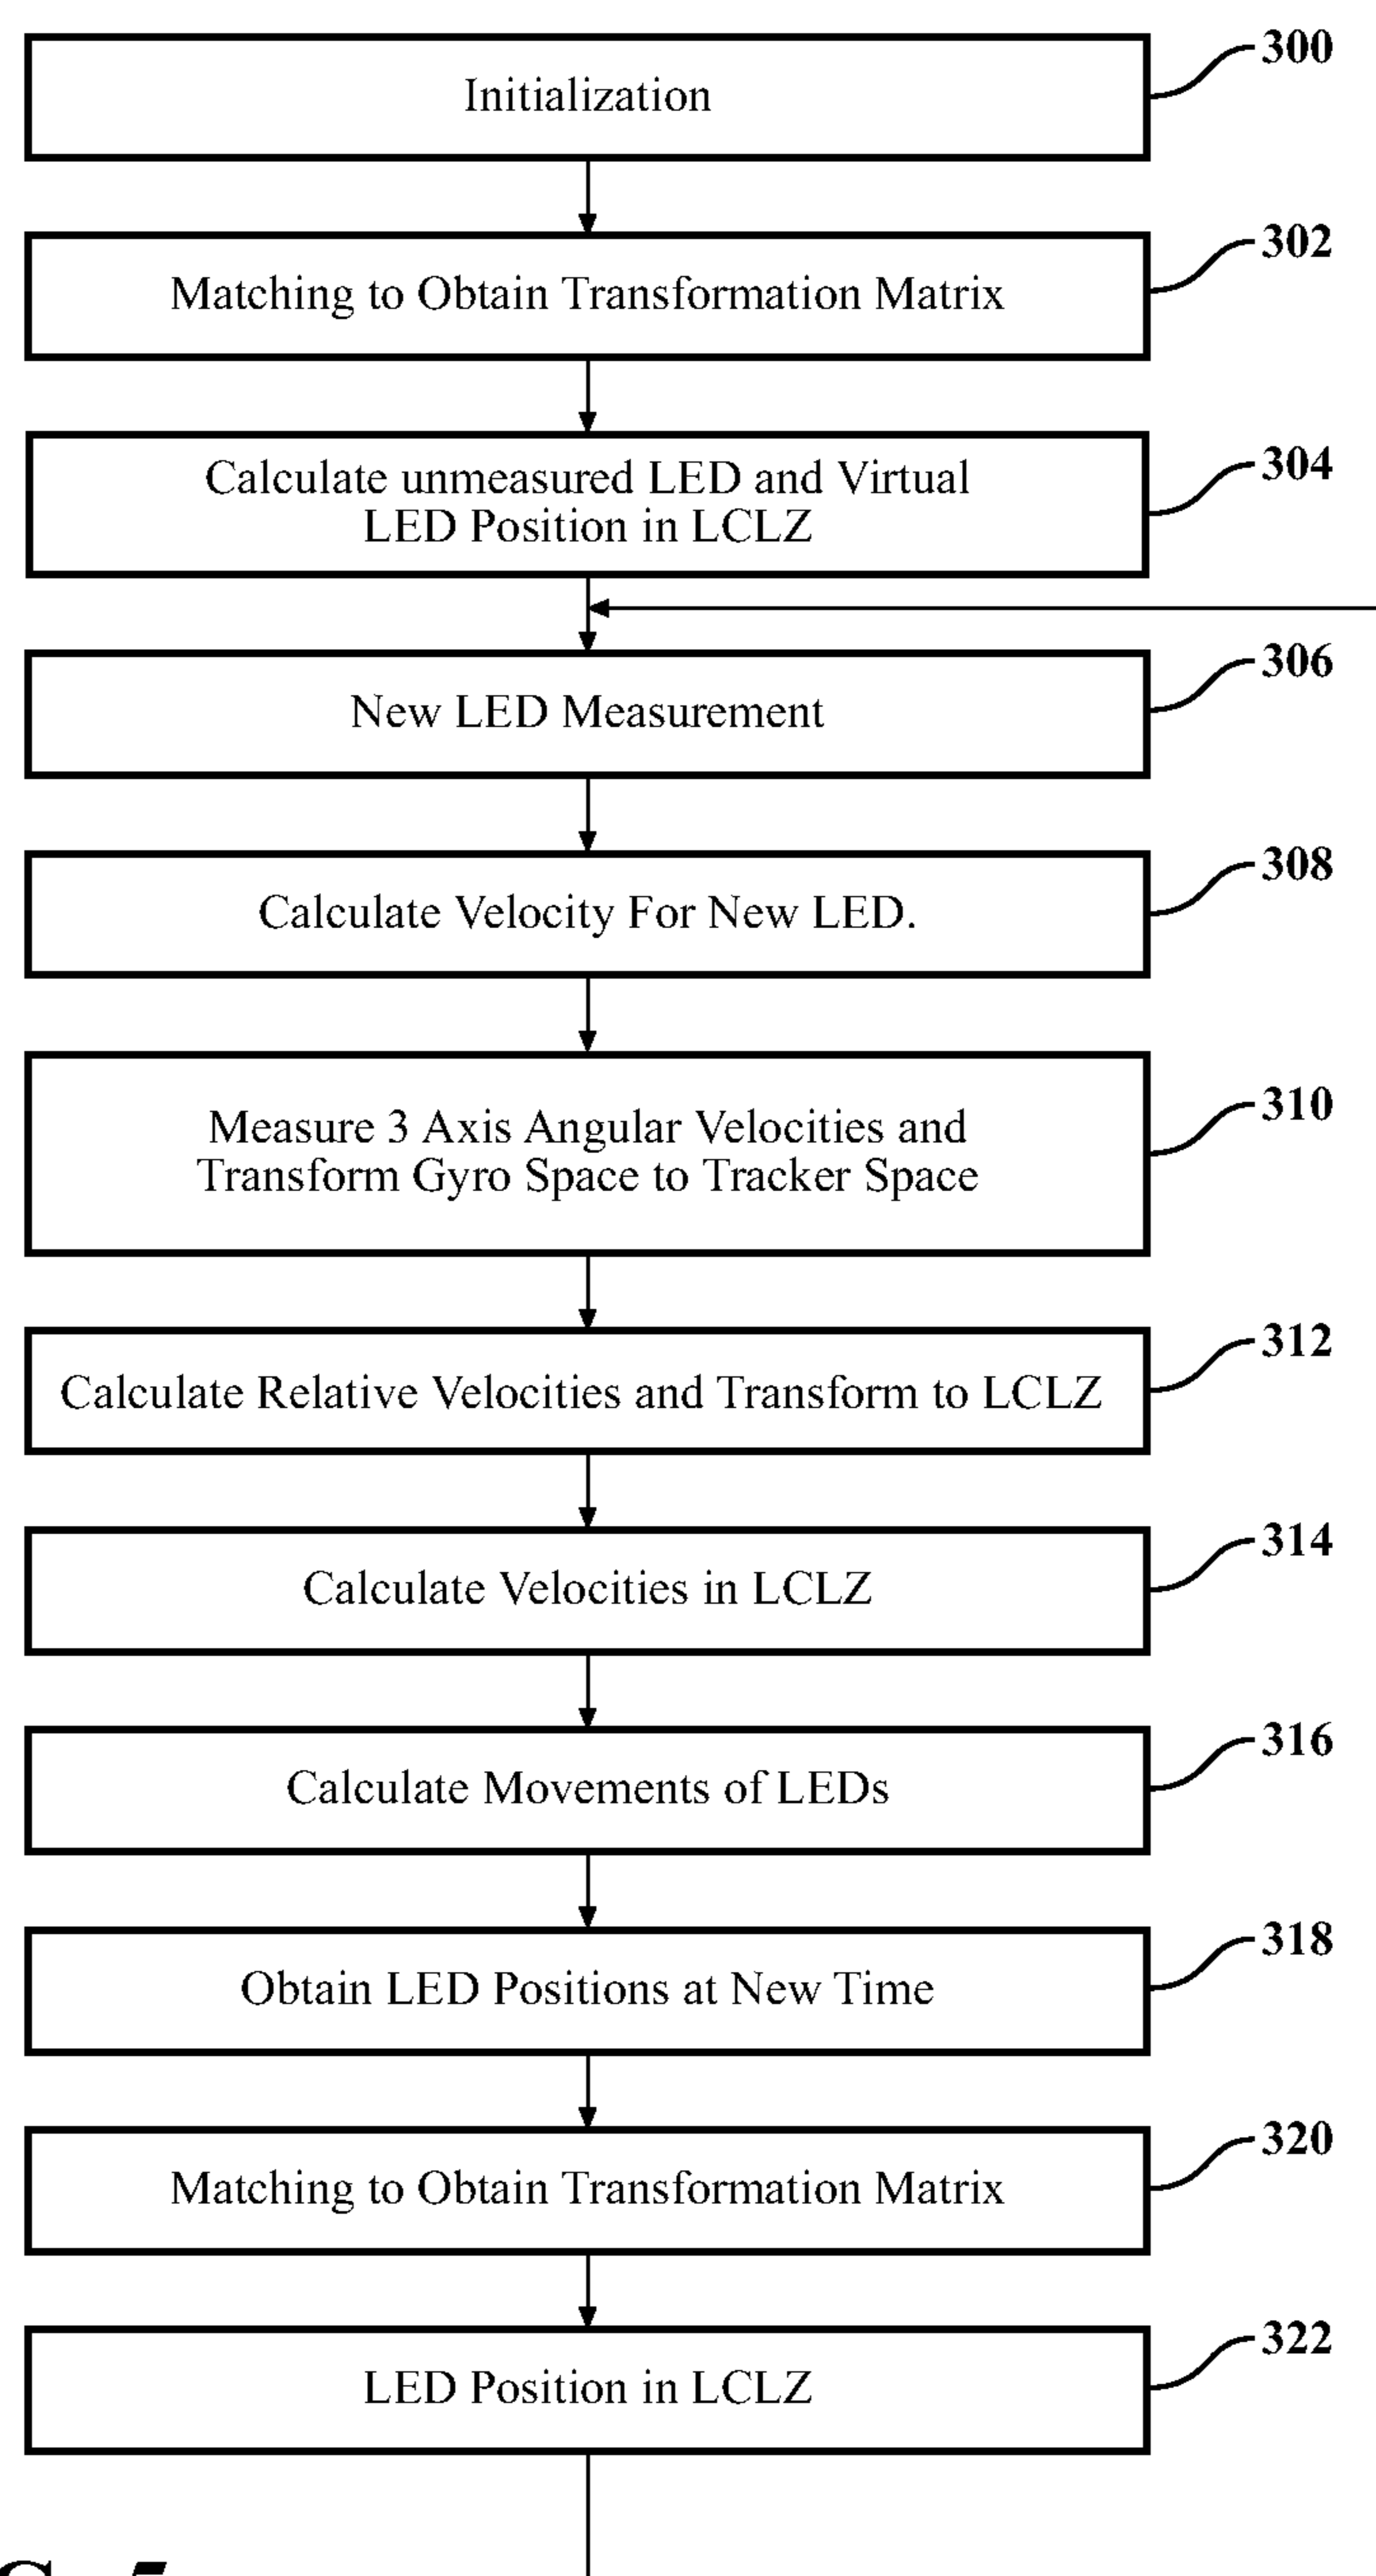 300
Initialization
302
Matching to Obtain Transformation Matrix
304
Calculate unmeasured LED and Virtual
LED Position in LCLZ
306
New LED Measurement
308
Calculate Velocity For New LED.
310
Measure 3 Axis Angular Velocities and
Transform Gyro Space to Tracker Space
312
Calculate Relative Velocities and Transform to LCLZ
314
Calculate Velocities in LCLZ
316
Calculate Movements of LEDs
318
Obtain LED Positions at New Time
320
Matching to Obtain Transformation Matrix
322
LED Position in LCLZ